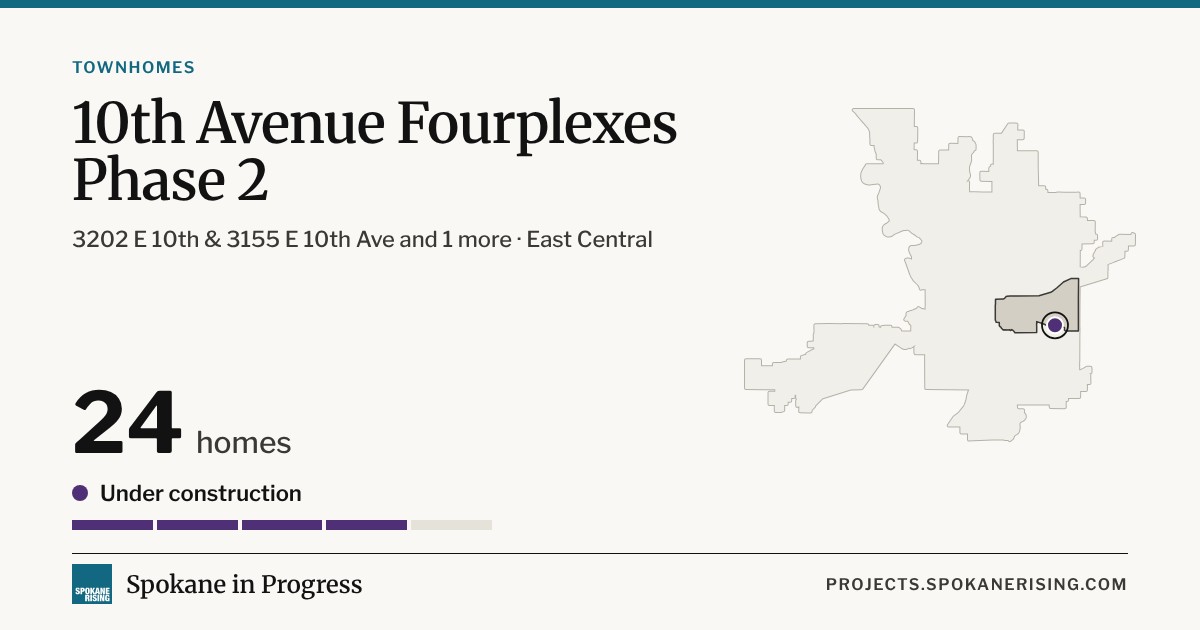 TOWNHOMES
10th Avenue Fourplexes
Phase 2
3202 E 10th & 3155 E 10th Ave and 1 more · East Central
24 homes
Under construction
SPOKANE
RISING
Spokane in Progress
PROJECTS.SPOKANERISING.COM